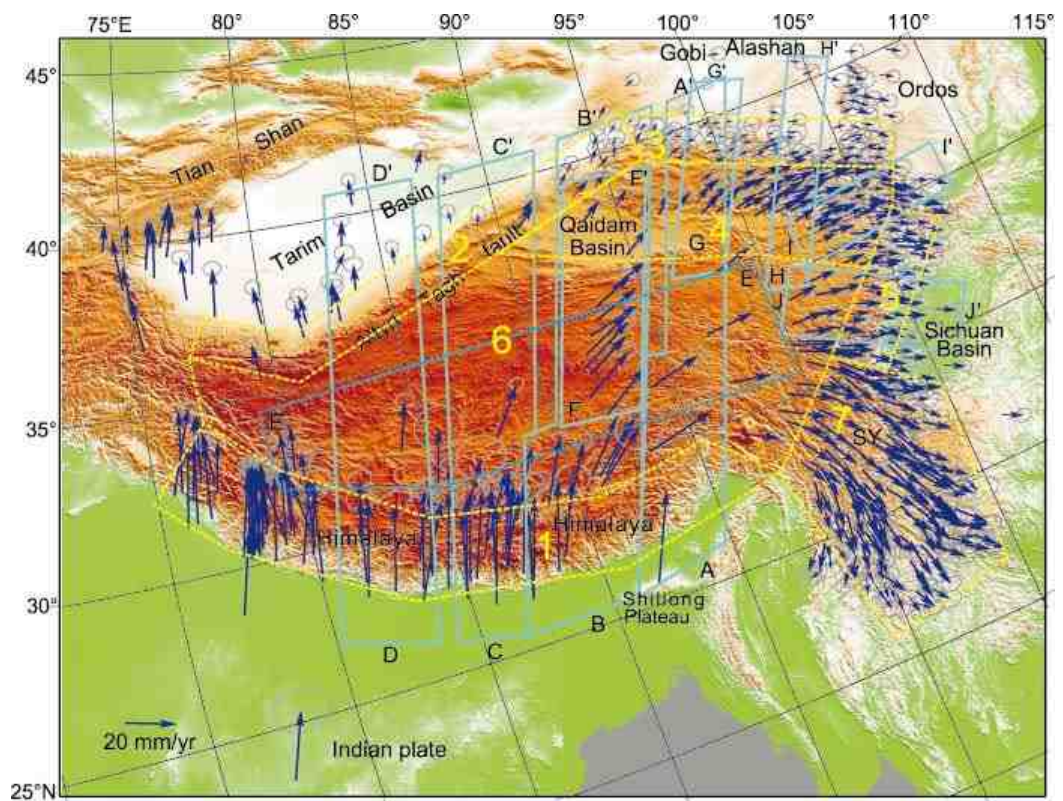 75°E 80° 85° 90° 95° 100° 105° 110° 115°
45°
40°
35°
30°
25°N
Gobi
Alashan
H'
G'
A'
Ordos
B'
I'
C'
D'
Tian Shan
3
F'
Tarim Basin
2
fault
Qaidam
Basin
4
G
I
E
H
J
5
J'
Sichuan
Basin
6
E
F
7
SY
Himalaya
Himalaya
1
A
Shillong
Plateau
B
C
D
20 mm/yr
Indian plate